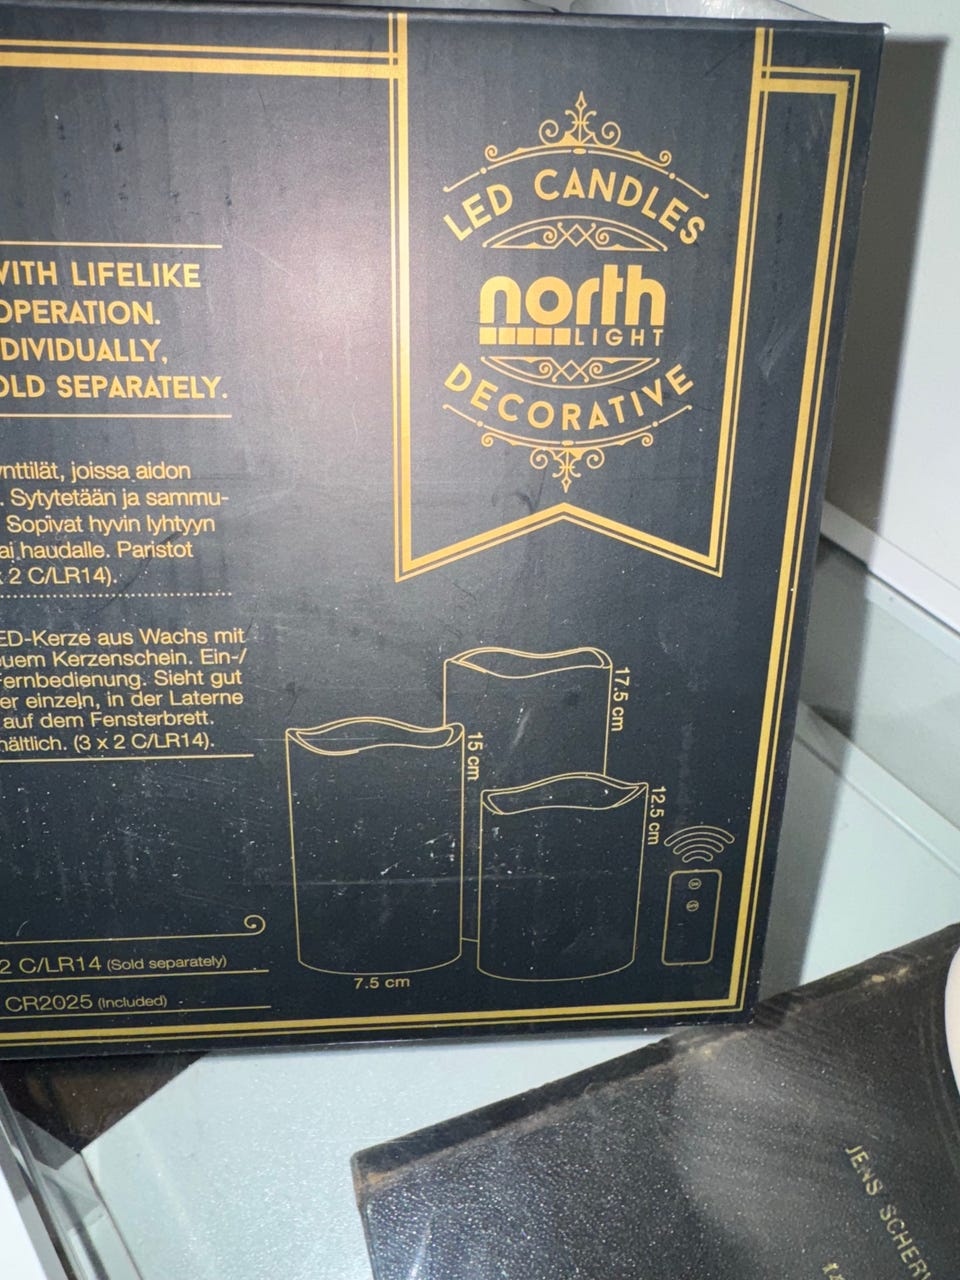 LED CANDLES
north
LIGHT
DECORATIVE
WITH LIFELIKE
OPERATION.
DIVIDUALLY,
OLD SEPARATELY.
ynttilät, joissa aidon
. Sytytetään ja sammu-
Sopivat hyvin lyhtyyn
ai haudalle. Paristot
x 2 C/LR14).
ED-Kerze aus Wachs mit
euem Kerzenschein. Ein-/
Fernbedienung. Sieht gut
er einzeln, in der Laterne
auf dem Fensterbrett.
hältlich. (3 x 2 C/LR14).
17.5 cm
15 cm
12.5 cm
7.5 cm
2 C/LR14 (Sold separately)
CR2025 (Included)
JENS SCHER